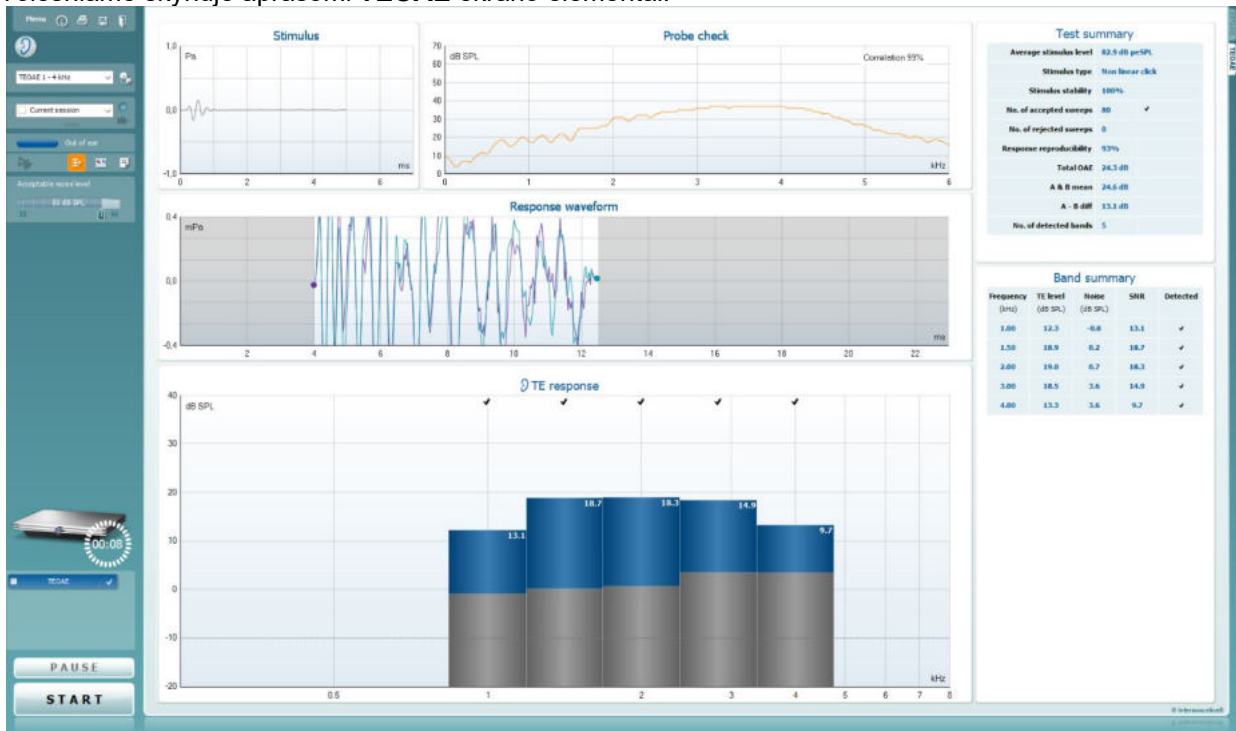 aprašomi TEOAE ekrano elementai.
Menu
TEOAE 1 - 4 kHz
Current session
Out of ear
Acceptable noise level
TEOAE
00:08
PAUSE
START
Stimulus
1,0
Pa
0,0
-1,0
ms
0 2 4 6
Probe check
70
dB SPL
Correlation 99%
60
50
40
30
20
10
0
kHz
0 1 2 3 4 5 6
Response waveform
0,4
mPa
0,0
-0,4
ms
2 4 6 8 10 12 14 16 18 20 22
TE response
40
dB SPL
30
20
10
0
-10
-20
13.1 18.7 18.3 14.9 9.7
kHz
0.5 1 2 3 4 5 6 7 8
Test summary
Average stimulus level 82.9 dB peSPL
Stimulus type Non linear click
Stimulus stability 100%
No. of accepted sweeps 80 ✔
No. of rejected sweeps 0
Response reproducibility 93%
Total OAE 24.3 dB
A & B mean 24.6 dB
A - B diff 13.1 dB
No. of detected bands 5
Band summary
Frequency TE level Noise SNR Detected
(kHz) (dB SPL) (dB SPL)
1.00 12.3 -0.8 13.1 ✔
1.50 18.9 0.2 18.7 ✔
2.00 19.0 0.7 18.3 ✔
3.00 18.5 3.6 14.9 ✔
4.00 13.3 3.6 9.7 ✔
TEOAE